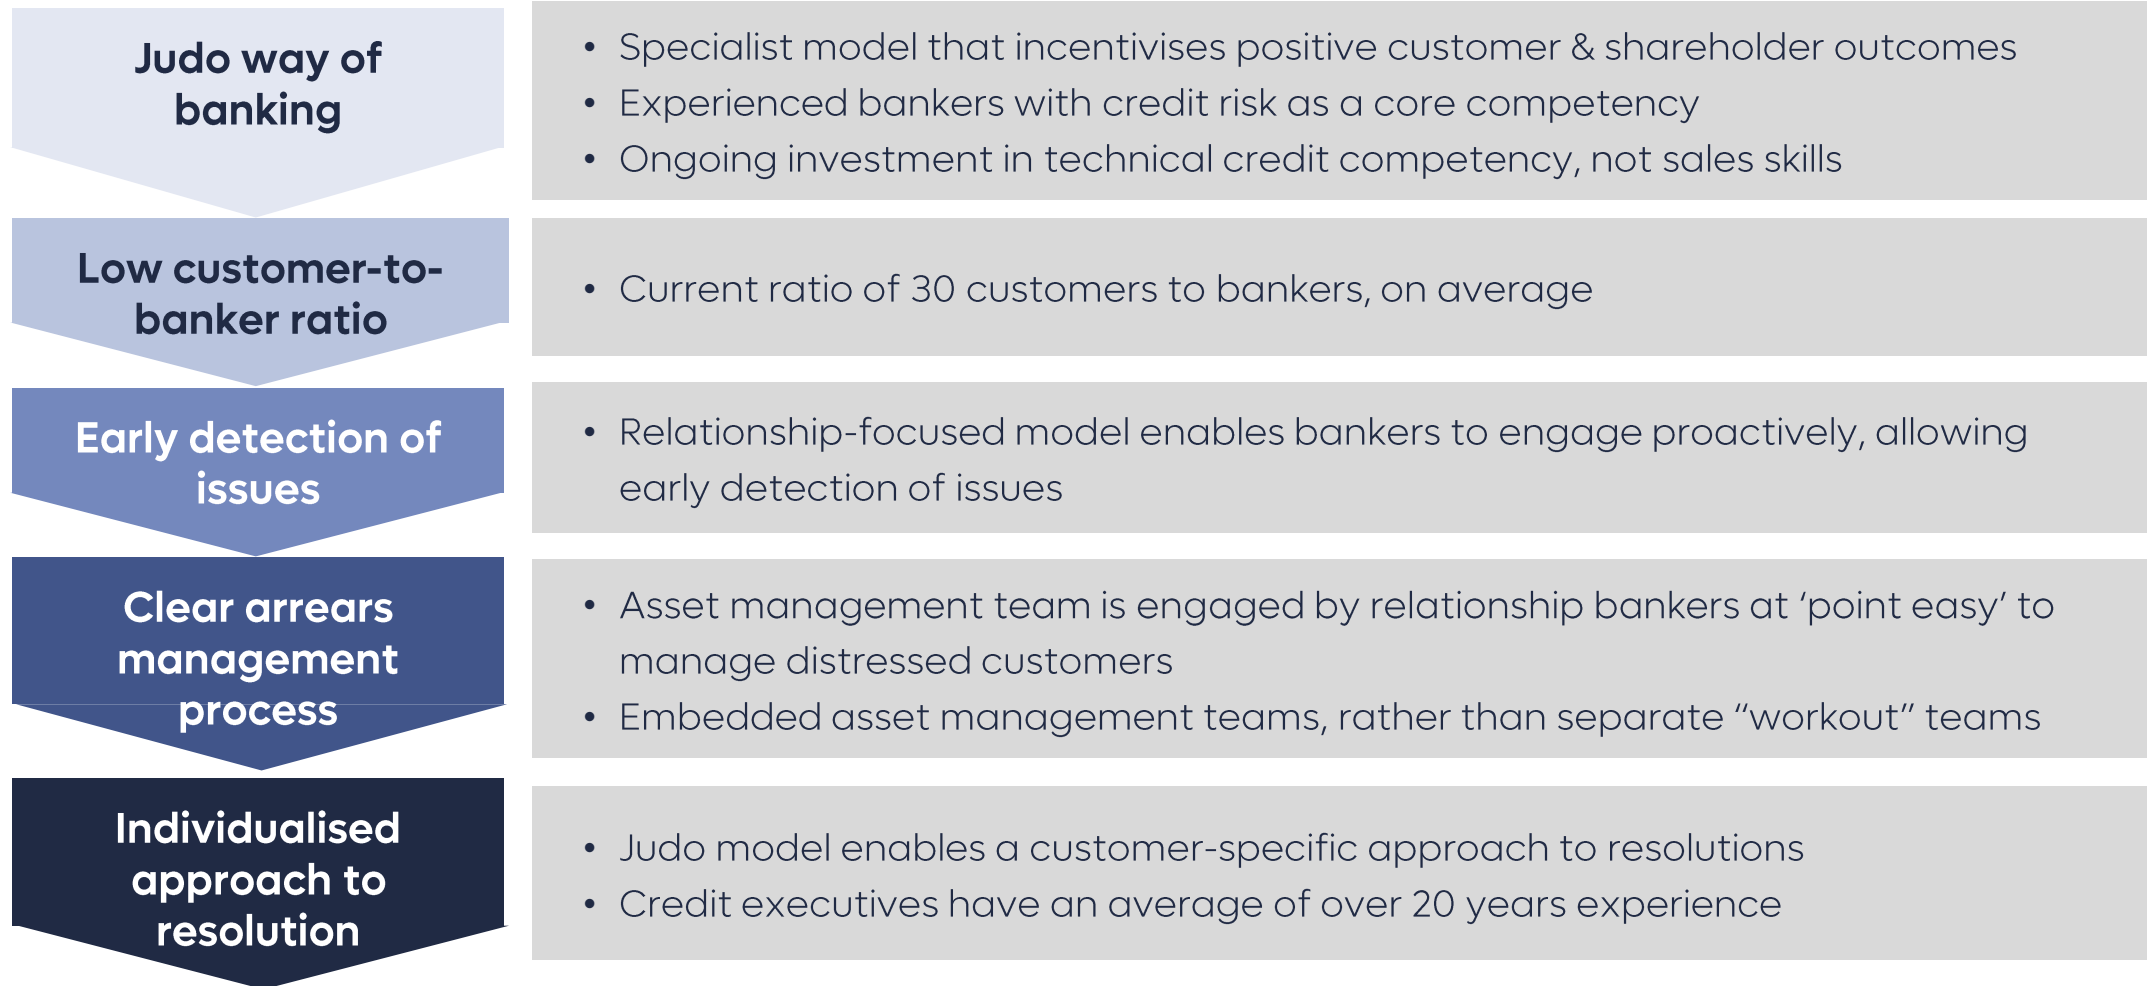 Judo way of
banking
• Specialist model that incentivises positive customer & shareholder outcomes
• Experienced bankers with credit risk as a core competency
• Ongoing investment in technical credit competency, not sales skills
Low customer-to-
banker ratio
• Current ratio of 30 customers to bankers, on average
Early detection of
issues
• Relationship-focused model enables bankers to engage proactively, allowing
early detection of issues
Clear arrears
management
process
• Asset management team is engaged by relationship bankers at ‘point easy’ to
manage distressed customers
• Embedded asset management teams, rather than separate “workout” teams
Individualised
approach to
resolution
• Judo model enables a customer-specific approach to resolutions
• Credit executives have an average of over 20 years experience